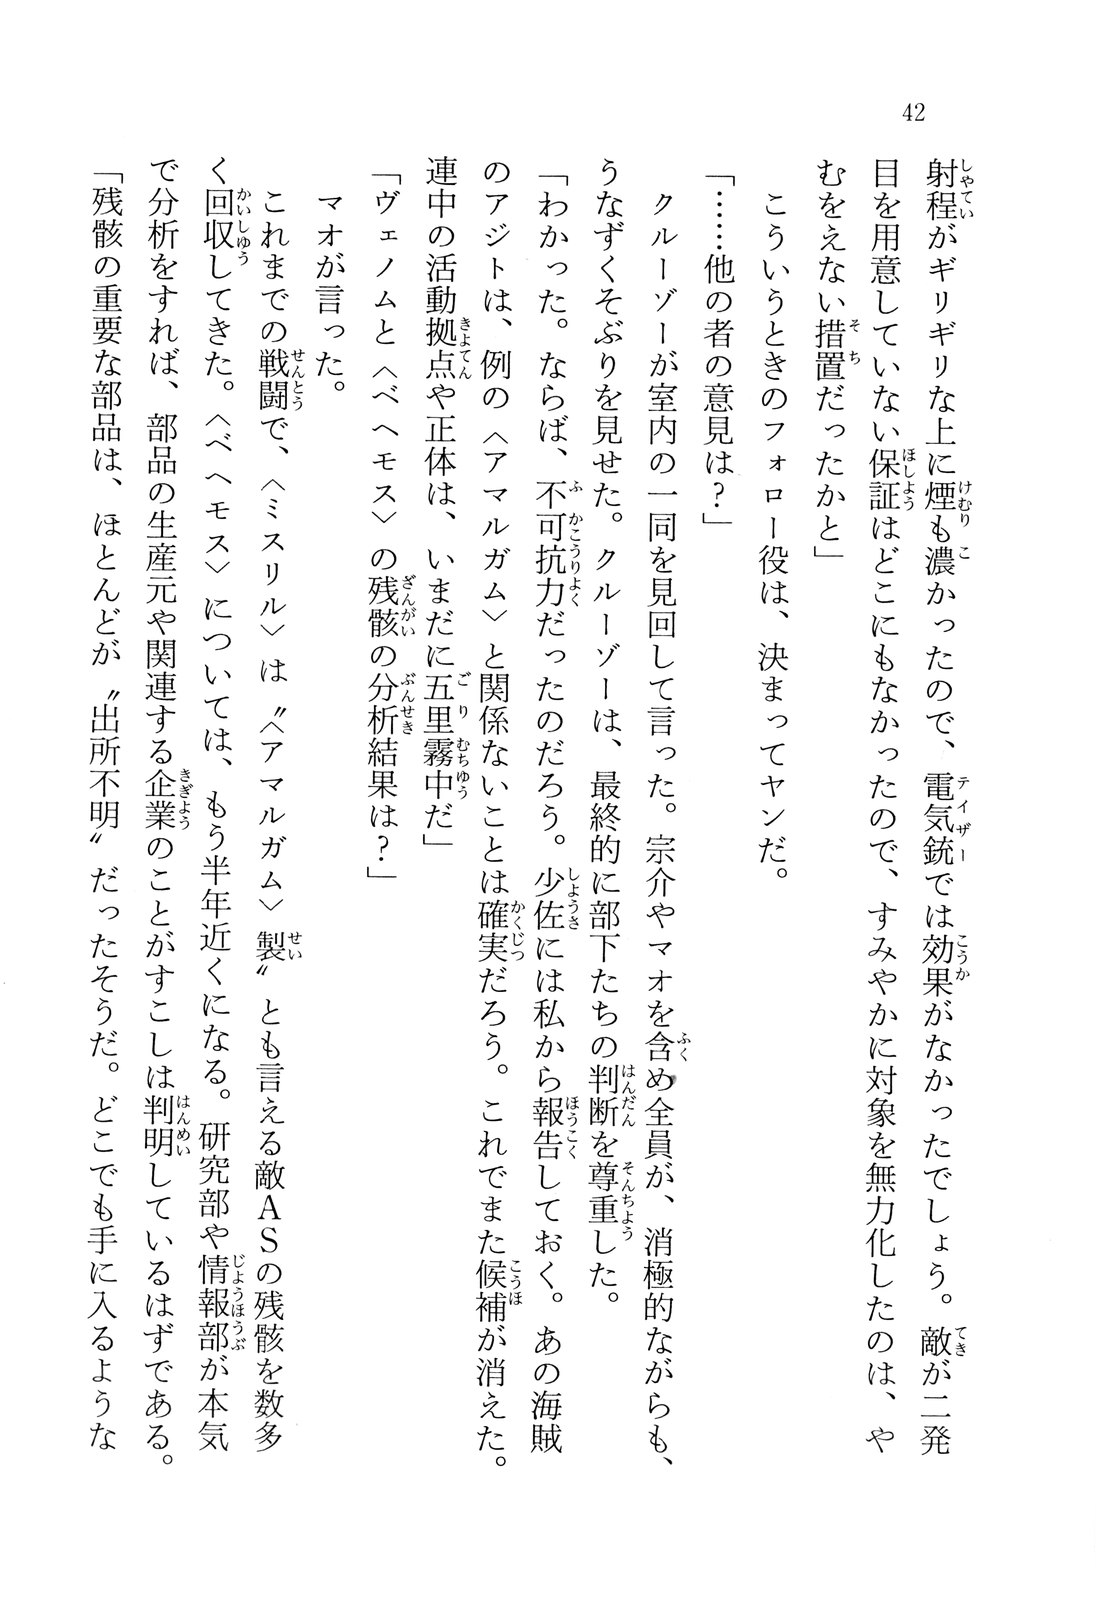 42
射程がギリギリな上に煙も濃かったので、電気銃では効果がなかったでしょう。敵が二発
目を用意していない保証はどこにもなかったので、すみやかに対象を無力化したのは、や
むをえない措置だったかと」
こういうときのフォロー役は、決まってヤンだ。
「……他の者の意見は？」
クルーゾーが室内の一同を見回して言った。宗介やマオを含め全員が、消極的ながらも、
うなずくそぶりを見せた。クルーゾーは、最終的に部下たちの判断を尊重した。
「わかった。ならば、不可抗力だったのだろう。少佐には私から報告しておく。あの海賊
のアジトは、例の〈アマルガム〉と関係ないことは確実だろう。これでまた候補が消えた。
連中の活動拠点や正体は、いまだに五里霧中だ」
「ヴェノムと〈ベヘモス〉の残骸の分析結果は？」
マオが言った。
これまでの戦闘で、〈ミスリル〉は〝〈アマルガム〉製〟とも言える敵ＡＳの残骸を数多
く回収してきた。〈ベヘモス〉については、もう半年近くになる。研究部や情報部が本気
で分析をすれば、部品の生産元や関連する企業のことがすこしは判明しているはずである。
「残骸の重要な部品は、ほとんどが〝出所不明〟だったそうだ。どこでも手に入るような